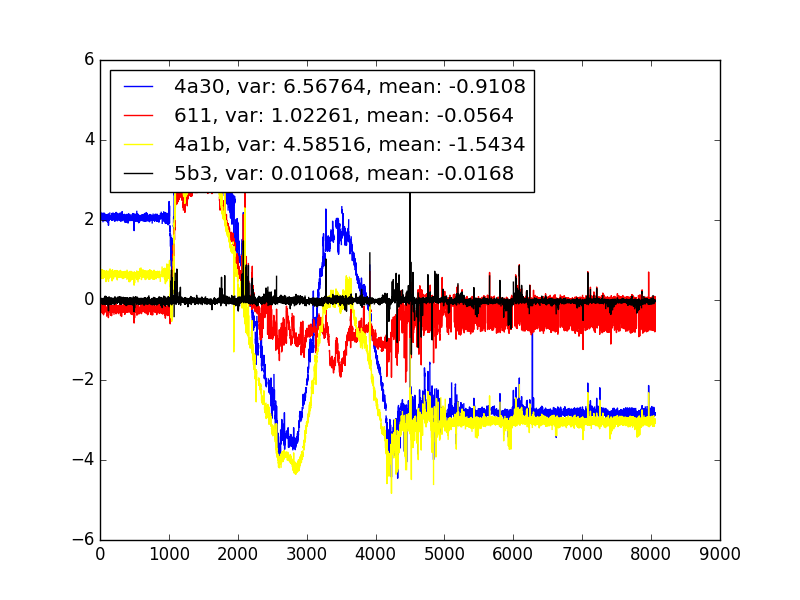 6
4
2
0
−2
−4
−6
4a30, var: 6.56764, mean: -0.9108
611, var: 1.02261, mean: -0.0564
4a1b, var: 4.58516, mean: -1.5434
5b3, var: 0.01068, mean: -0.0168
0 1000 2000 3000 4000 5000 6000 7000 8000 9000